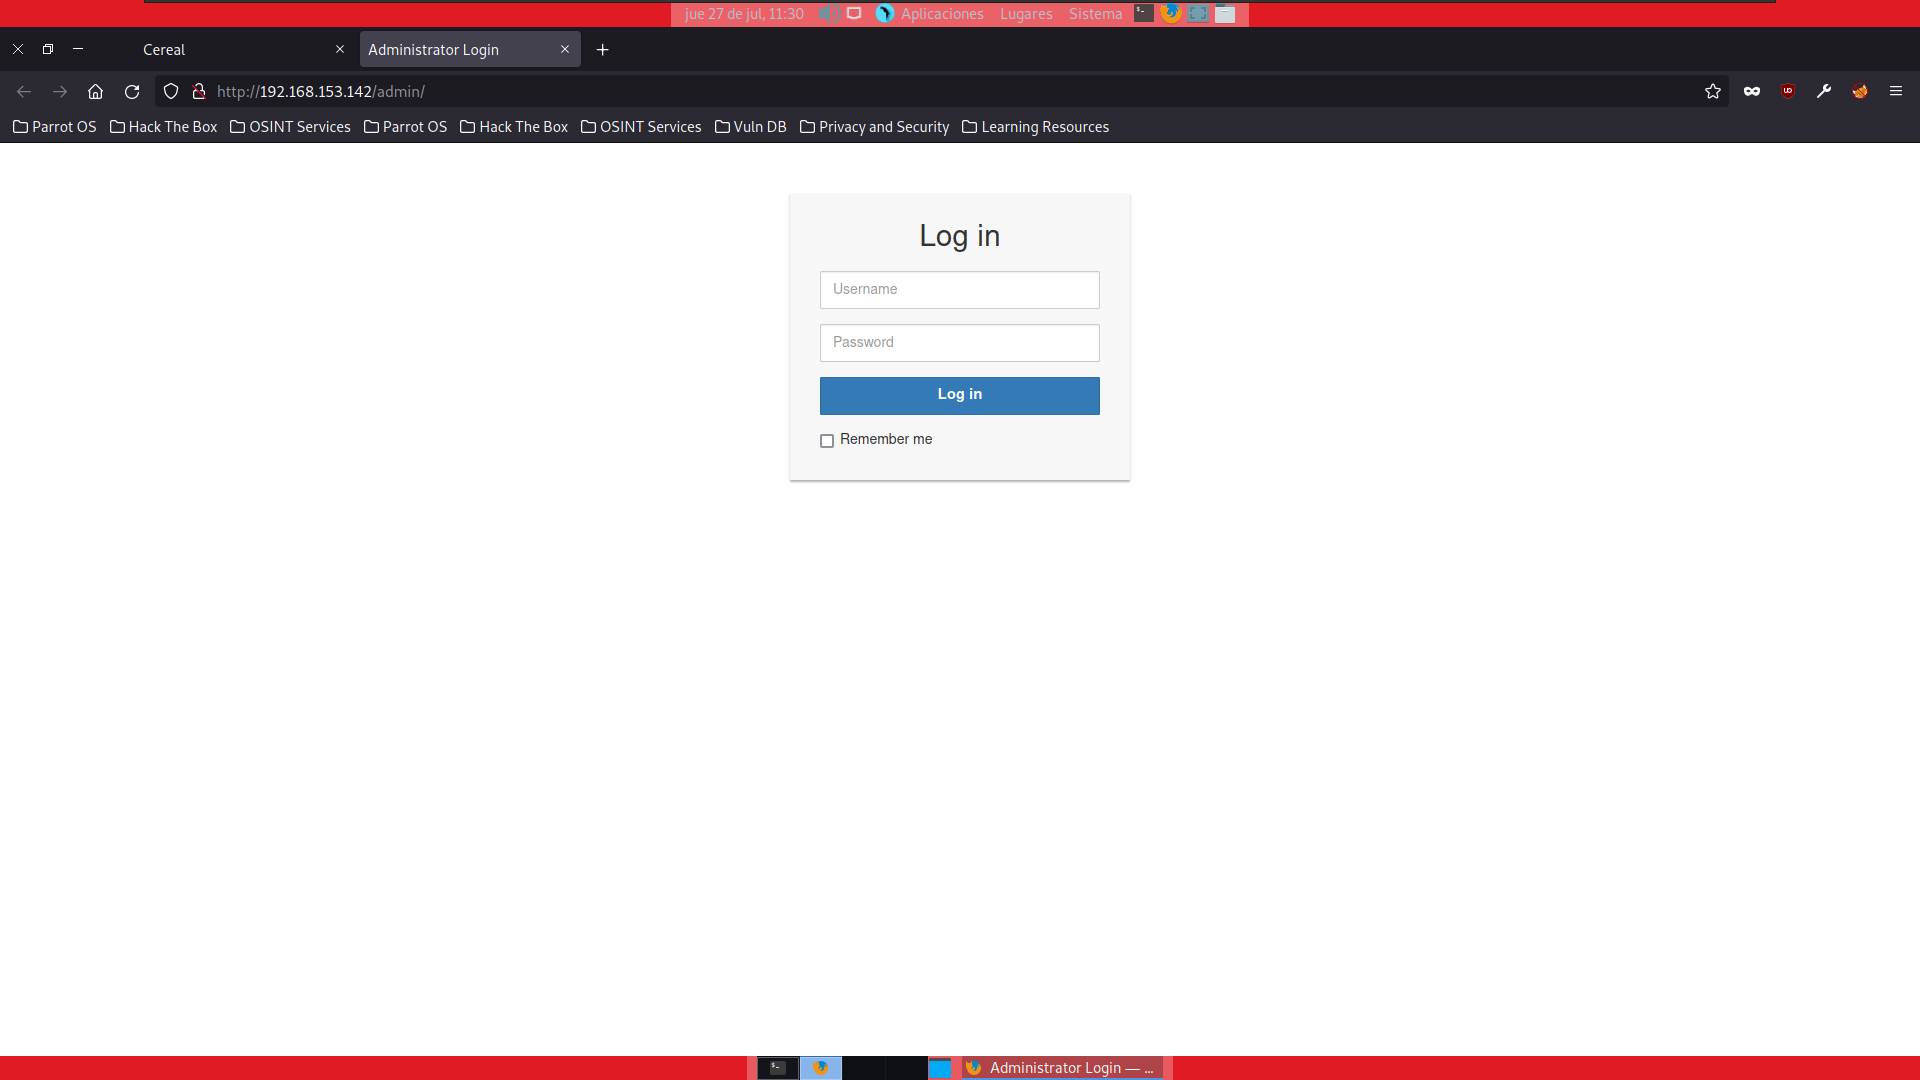 jue 27 de jul, 11:30 Aplicaciones Lugares Sistema
Cereal Administrator Login
http://192.168.153.142/admin/
Parrot OS Hack The Box OSINT Services Parrot OS Hack The Box OSINT Services Vuln DB Privacy and Security Learning Resources
Log in
Username
Password
Log in
Remember me
Administrator Login — ...